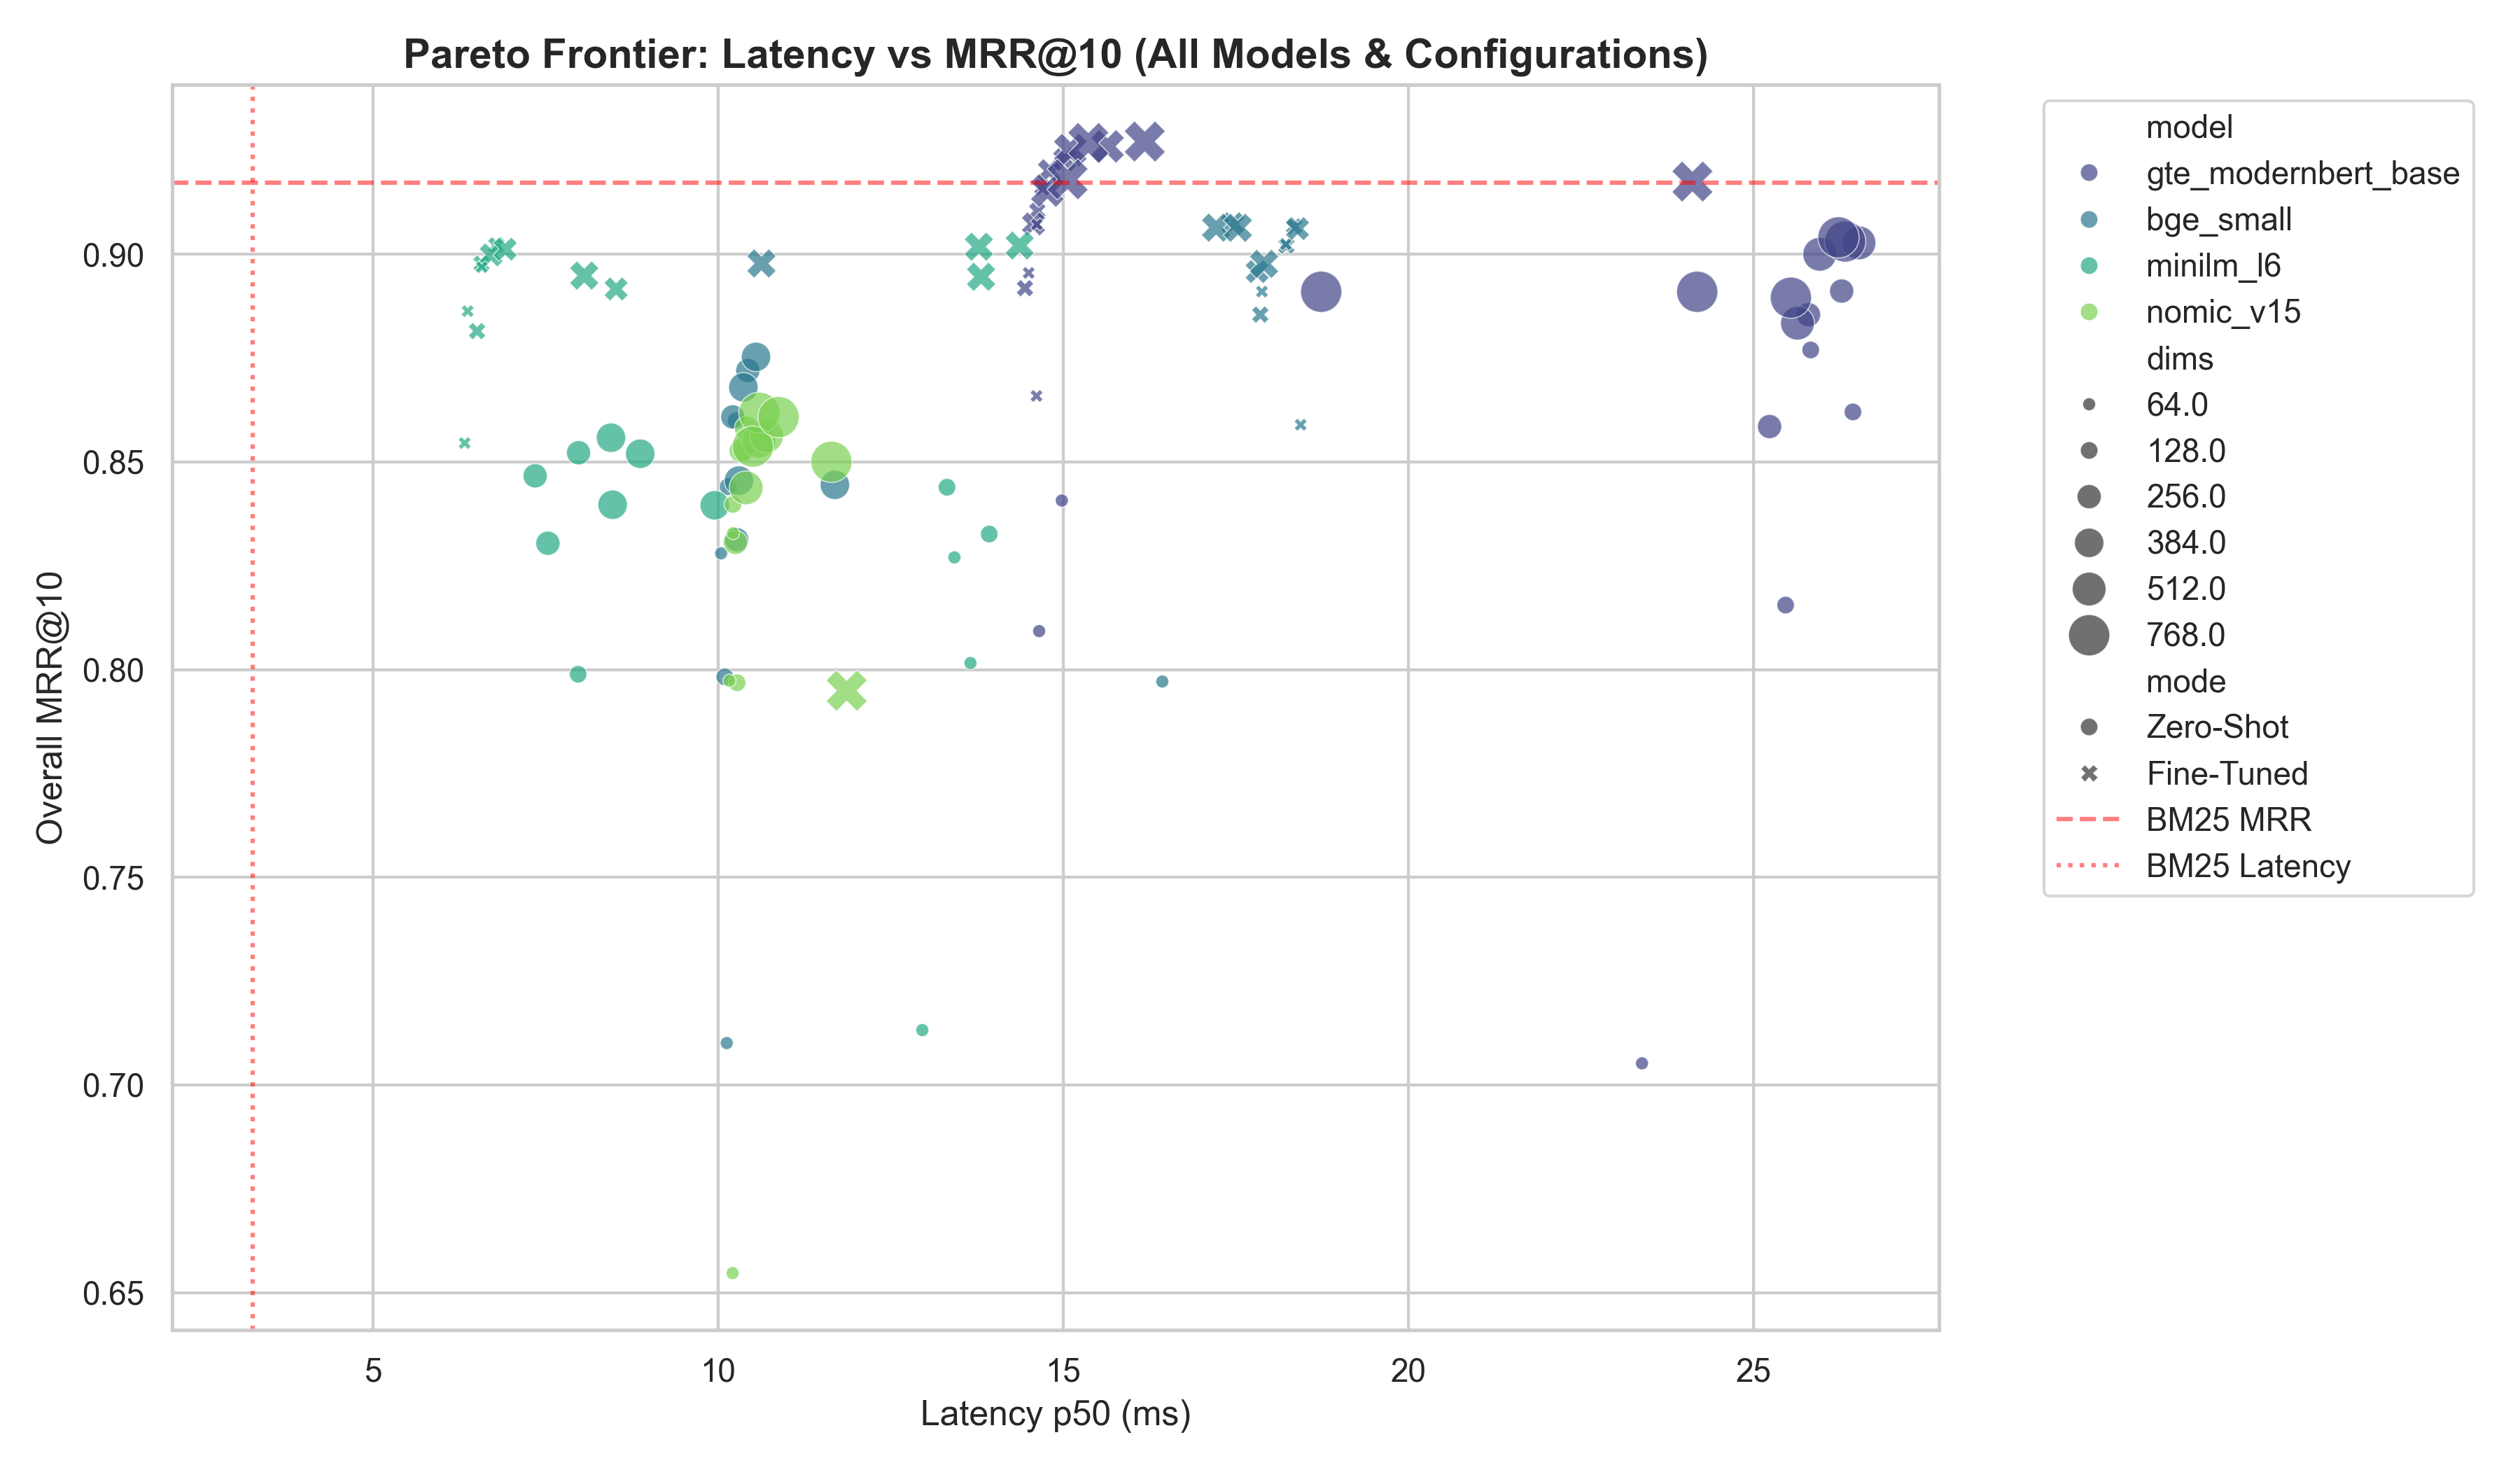 Pareto Frontier: Latency vs MRR@10 (All Models & Configurations)
Overall MRR@10
0.90
0.85
0.80
0.75
0.70
0.65
5
10
15
20
25
Latency p50 (ms)
model
gte_modernbert_base
bge_small
minilm_l6
nomic_v15
dims
64.0
128.0
256.0
384.0
512.0
768.0
mode
Zero-Shot
Fine-Tuned
BM25 MRR
BM25 Latency